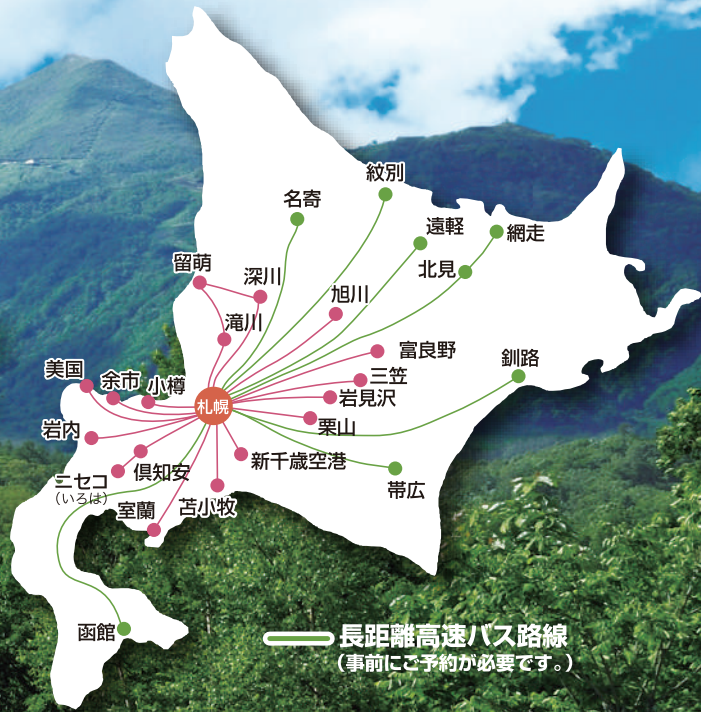 紋別
名寄
遠軽
網走
北見
留萌
深川
旭川
滝川
富良野
釧路
美国
余市
小樽
三笠
札幌
岩見沢
岩内
栗山
新千歳空港
倶知安
ニセコ
（いろは）
帯広
室蘭
苫小牧
函館
長距離高速バス路線
（事前にご予約が必要です。）